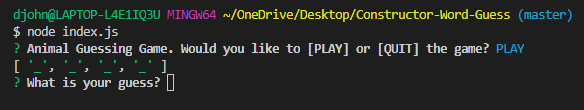 djohn@LAPTOP-L4E1IQ3U MINGW64 ~/OneDrive/Desktop/Constructor-Word-Guess (master)
$ node index.js
? Animal Guessing Game. Would you like to [PLAY] or [QUIT] the game? PLAY
[ '_', '_', '_', '_' ]
? What is your guess?